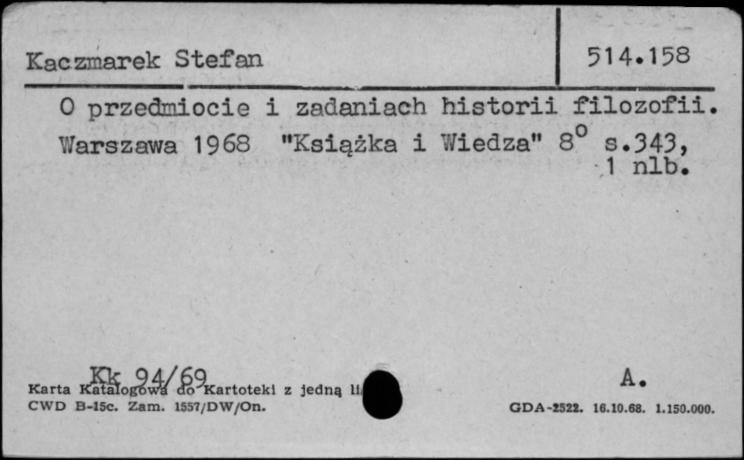 Kaczmarek Stefan 514.158
O przedmiocie i zadaniach historii filozofii.
Warszawa 1968 "Książka i Wiedza" 8° s.343,
1 nlb.
Kk 94/69 A.
Karta Katalogowa do Kartoteki z jedną
CWD B-15c. Zam. 1557/DW/On. GDA-2522. 16.10.68. 1.150.000.